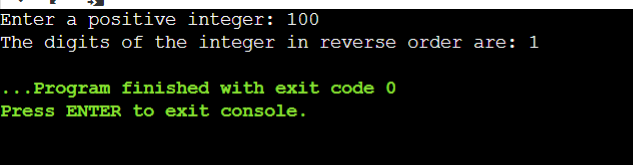 Enter a positive integer: 100
The digits of the integer in reverse order are: 1
...Program finished with exit code 0
Press ENTER to exit console.